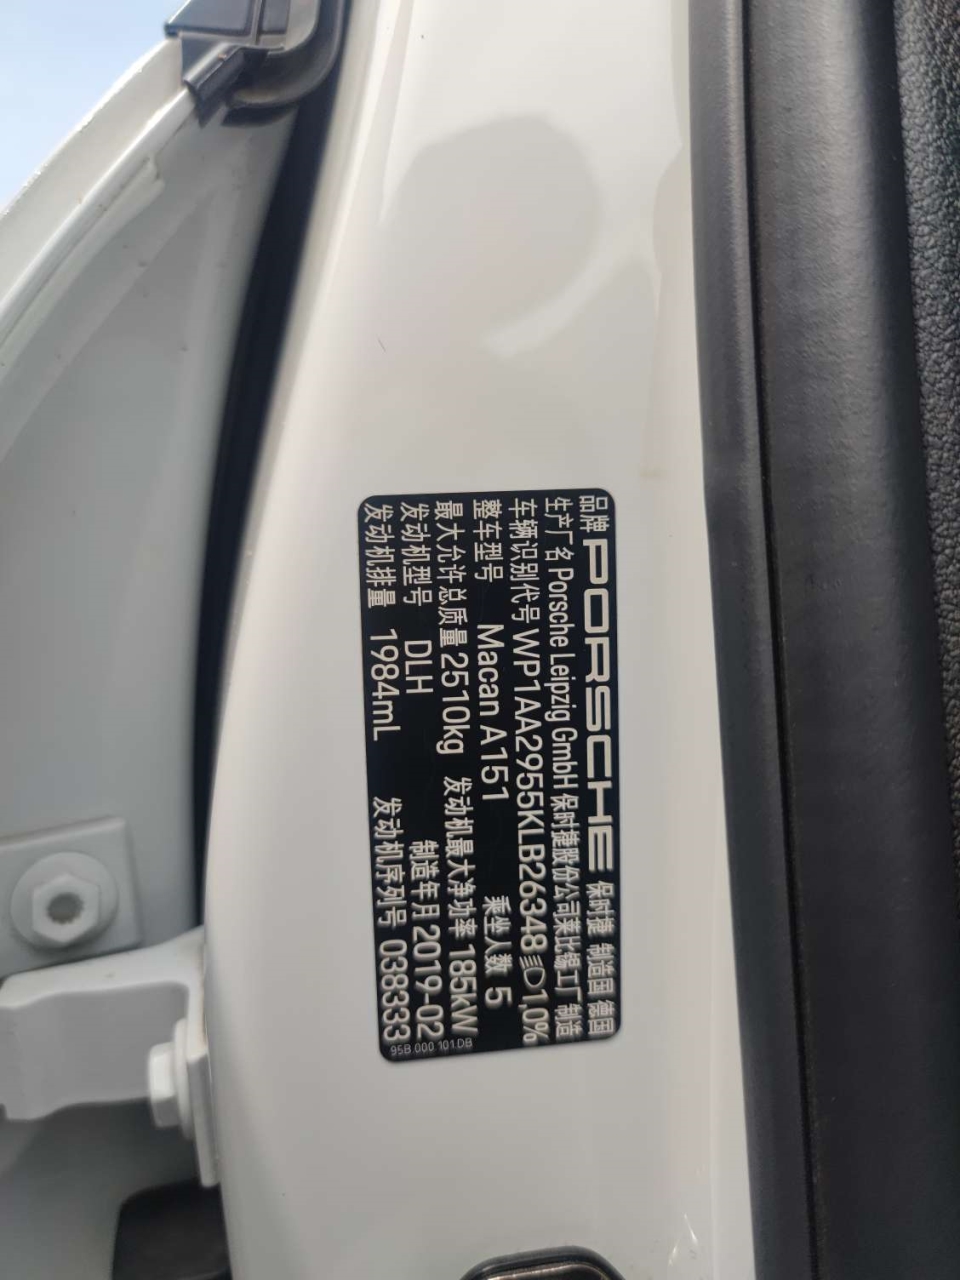 品牌 PORSCHE 保时捷 制造国 德国
生产厂名 Porsche Leipzig GmbH 保时捷股份公司莱比锡工厂 制造
车辆识别代号 WP1AA2955KLB26348 1,0%
整车型号 Macan A151 乘坐人数 5
最大允许总质量 2510kg 发动机最大净功率 185kW
发动机型号 DLH 制造年月 2019-02
发动机排量 1984mL 发动机序列号 0383333
95B.000 101 DB